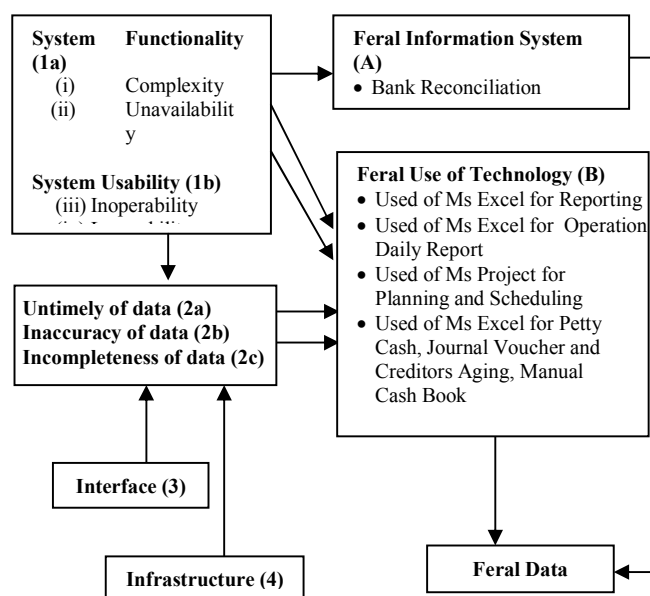 System Functionality
(1a)
(i) Complexity
(ii) Unavailabilit
y
System Usability (1b)
(iii) Inoperability
Feral Information System
(A)
• Bank Reconciliation
Feral Use of Technology (B)
• Used of Ms Excel for Reporting
• Used of Ms Excel for Operation
Daily Report
• Used of Ms Project for
Planning and Scheduling
• Used of Ms Excel for Petty
Cash, Journal Voucher and
Creditors Aging, Manual
Cash Book
Untimely of data (2a)
Inaccuracy of data (2b)
Incompleteness of data (2c)
Interface (3)
Infrastructure (4)
Feral Data